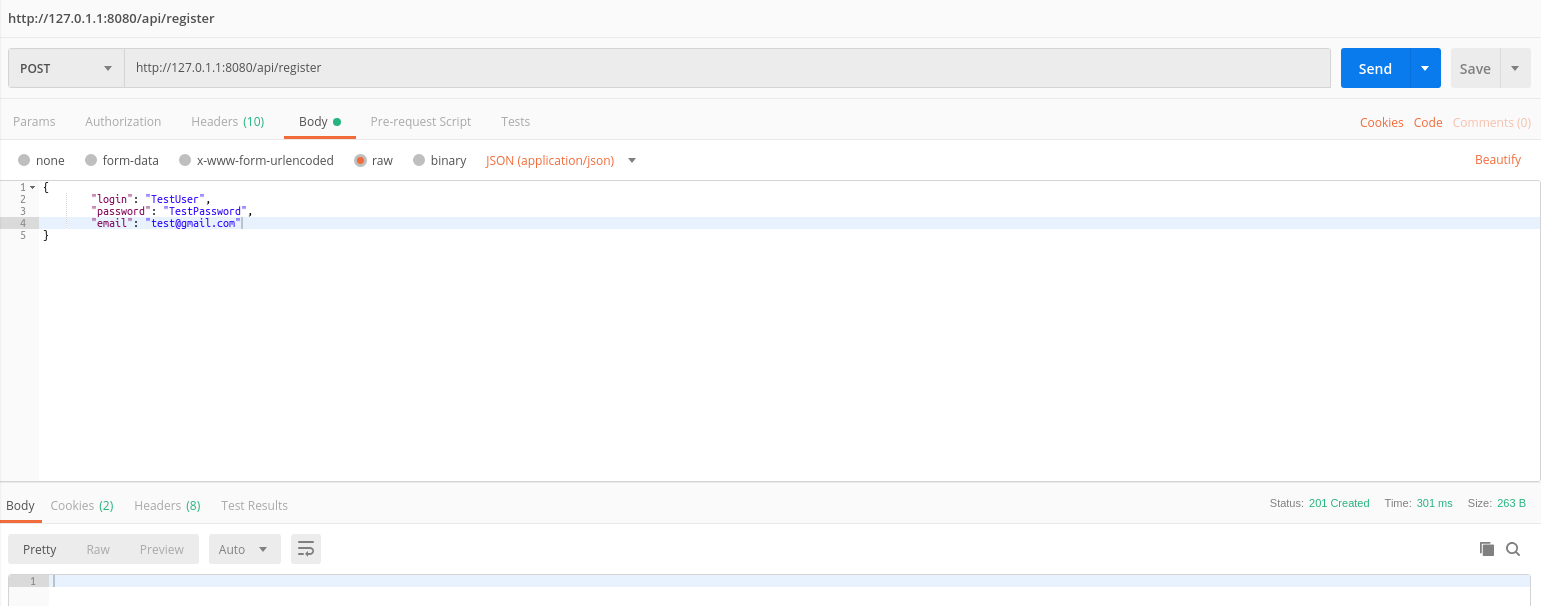 http://127.0.1.1:8080/api/register
POST http://127.0.1.1:8080/api/register Send Save
Params Authorization Headers (10) Body Pre-request Script Tests Cookies Code Comments (0)
none form-data x-www-form-urlencoded raw binary JSON (application/json) Beautify
1 {
2 "login": "TestUser",
3 "password": "TestPassword",
4 "email": "test@gmail.com"
5 }
Body Cookies (2) Headers (8) Test Results Status: 201 Created Time: 301 ms Size: 263 B
Pretty Raw Preview Auto
1